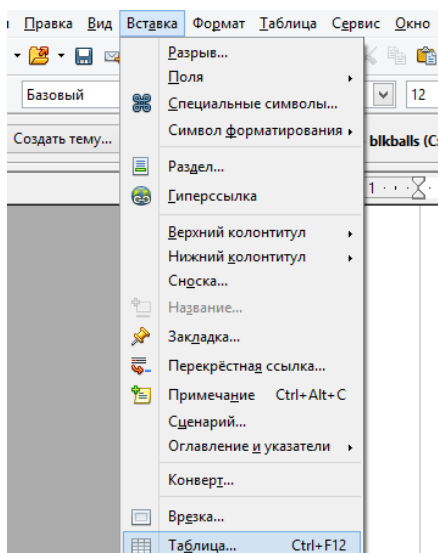 Правка Вид Вставка Формат Таблица Сервис Окно
Разрыв...
Поля
Базовый
12
Специальные символы...
Символ форматирования
Создать тему...
blkballs (C:
Раздел...
Гиперссылка
1
Верхний колонтитул
Нижний колонтитул
Сноска...
Название...
Закладка...
Перекрёстная ссылка...
Примечание Ctrl+Alt+C
Сценарий...
Оглавление и указатели
Конверт...
Врезка...
Таблица... Ctrl+F12